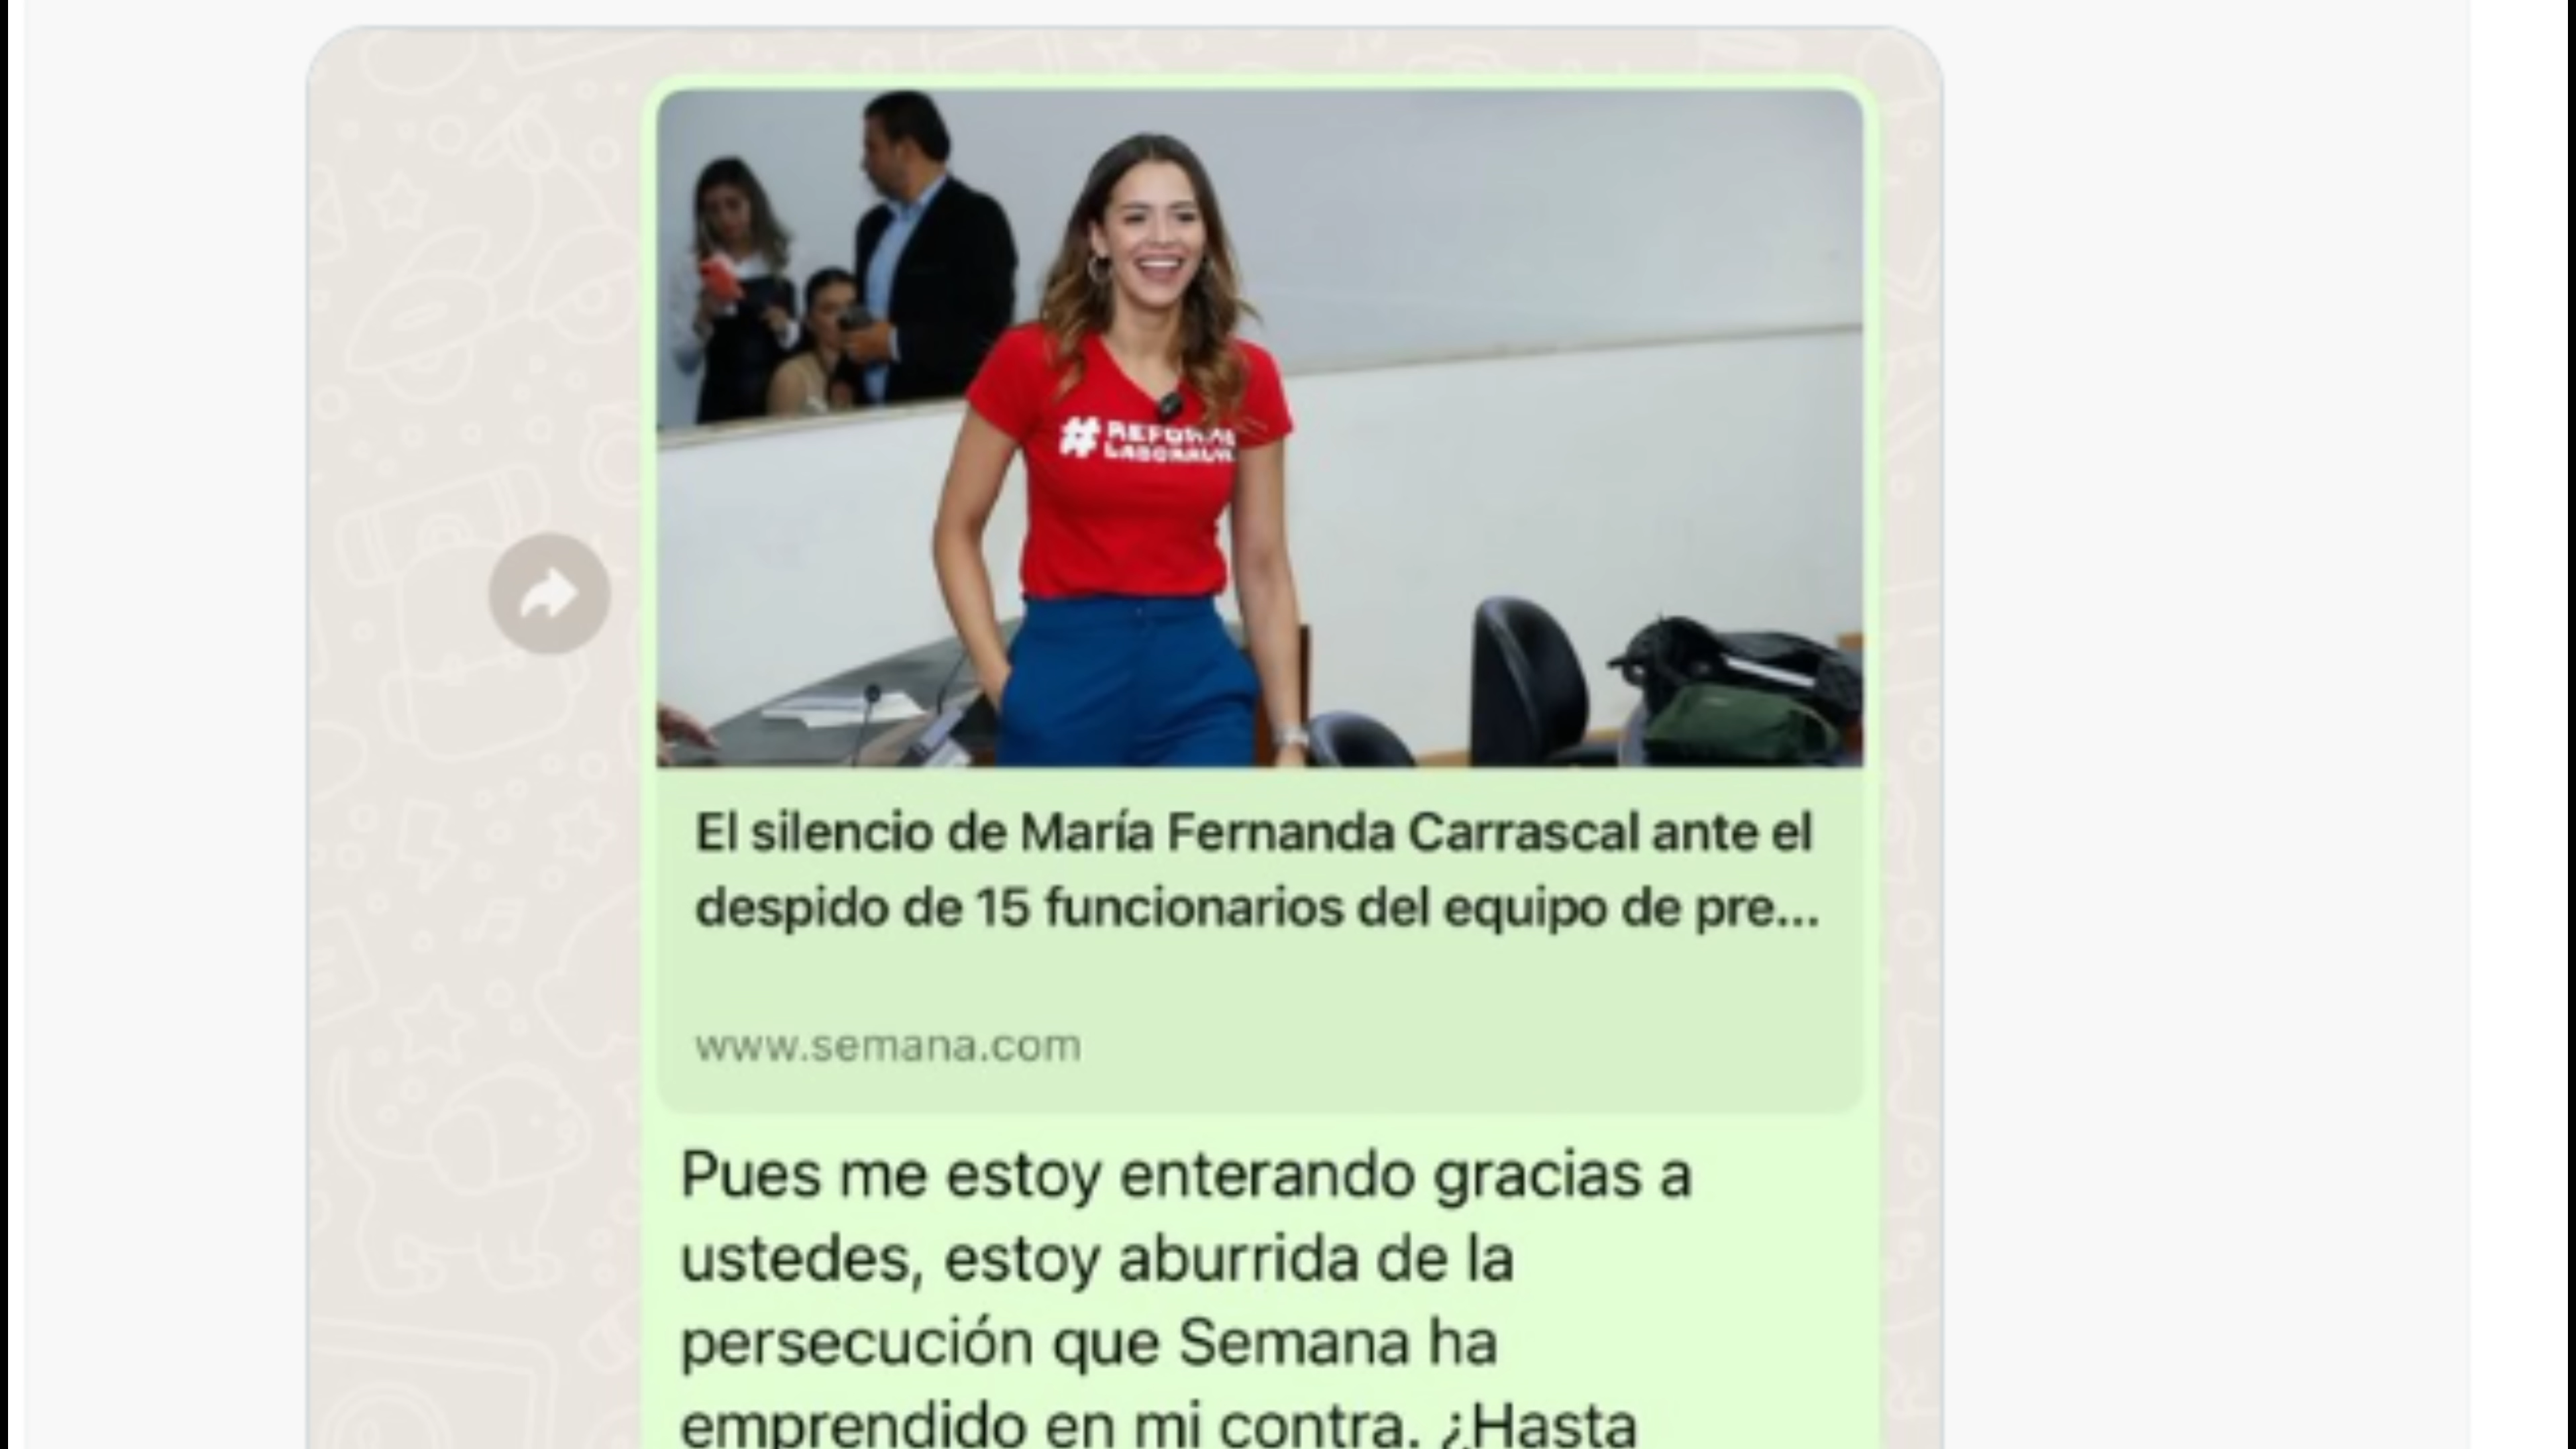 # REFORMA
LABORAL
El silencio de María Fernanda Carrascal ante el
despido de 15 funcionarios del equipo de pre...
www.semana.com
Pues me estoy enterando gracias a
ustedes, estoy aburrida de la
persecución que Semana ha
emprendido en mi contra. ¿Hasta